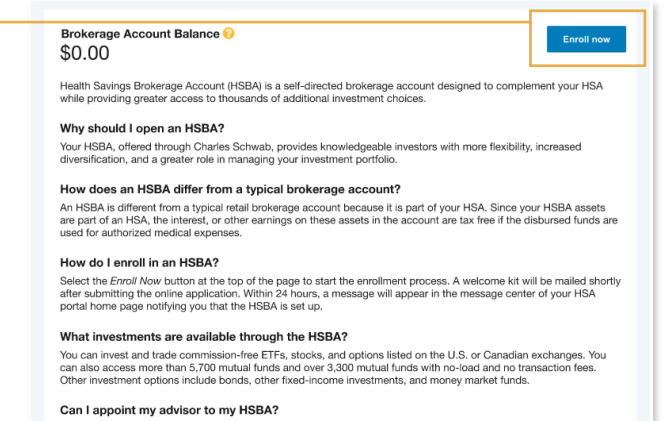 Brokerage Account Balance ?
Enroll now
$0.00
Health Savings Brokerage Account (HSBA) is a self-directed brokerage account designed to complement your HSA
while providing greater access to thousands of additional investment choices.
Why should I open an HSBA?
Your HSBA, offered through Charles Schwab, provides knowledgeable investors with more flexibility, increased
diversification, and a greater role in managing your investment portfolio.
How does an HSBA differ from a typical brokerage account?
An HSBA is different from a typical retail brokerage account because it is part of your HSA. Since your HSBA assets
are part of an HSA, the interest, or other earnings on these assets in the account are tax free if the disbursed funds are
used for authorized medical expenses.
How do I enroll in an HSBA?
Select the Enroll Now button at the top of the page to start the enrollment process. A welcome kit will be mailed shortly
after submitting the online application. Within 24 hours, a message will appear in the message center of your HSA
portal home page notifying you that the HSBA is set up.
What investments are available through the HSBA?
You can invest and trade commission-free ETFs, stocks, and options listed on the U.S. or Canadian exchanges. You
can also access more than 5,700 mutual funds and over 3,300 mutual funds with no-load and no transaction fees.
Other investment options include bonds, other fixed-income investments, and money market funds.
Can I appoint my advisor to my HSBA?